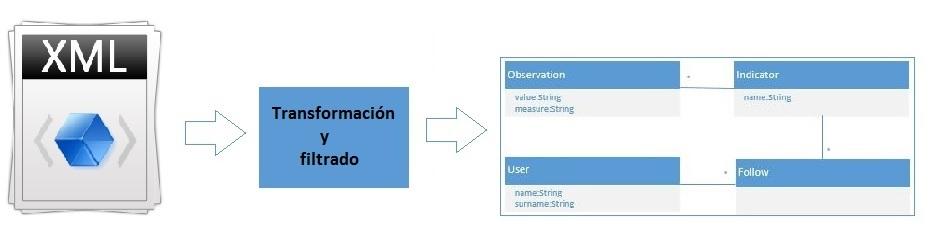 XML
Transformación
y
filtrado
Observation
value:String
measure:String
*
Indicator
name:String
*
User
name:String
surname:String
*
Follow